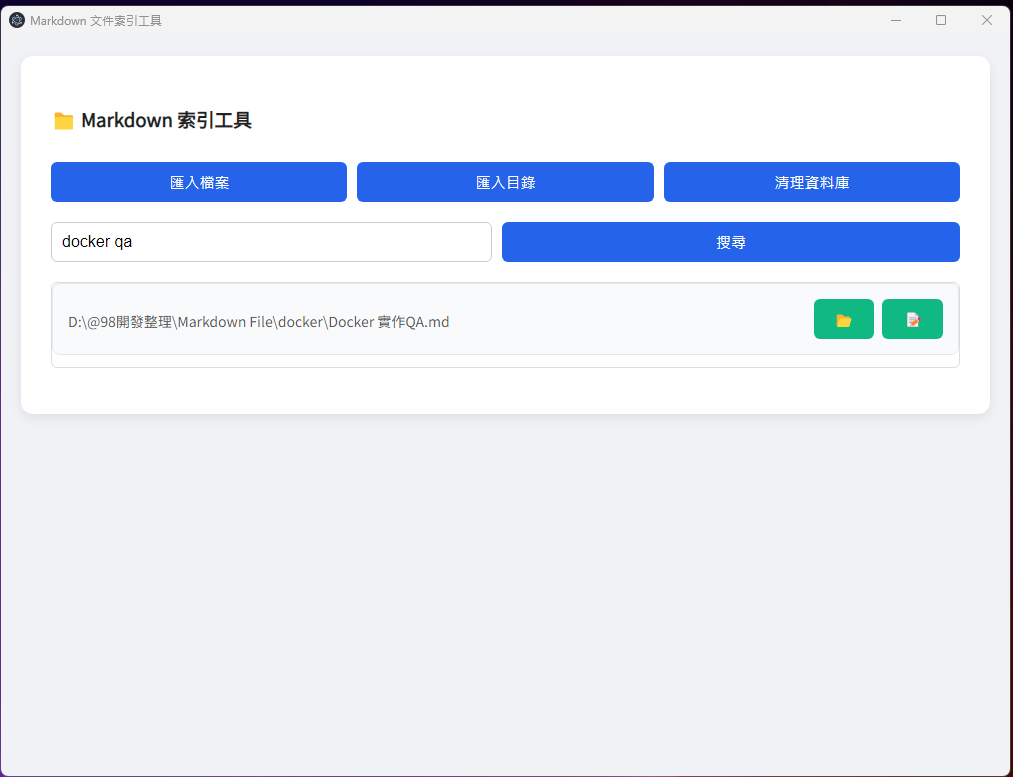 Markdown 文件索引工具
Markdown 索引工具
匯入檔案
匯入目錄
清理資料庫
docker qa
搜尋
D:\@98開發整理\Markdown File\docker\Docker 實作QA.md